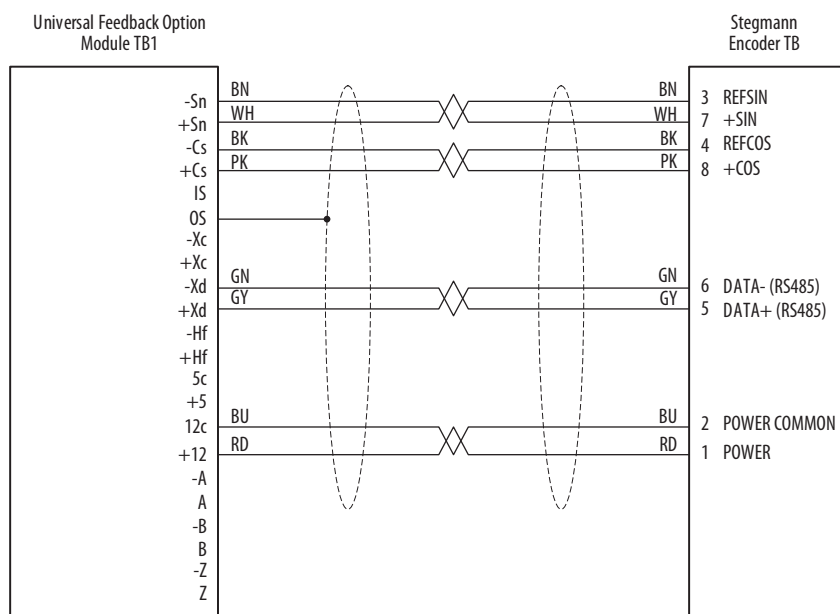 Universal Feedback Option
Module TB1
Stegmann
Encoder TB
-Sn BN BN 3 REFSIN
+Sn WH WH 7 +SIN
-Cs BK BK 4 REFCOS
+Cs PK PK 8 +COS
IS
OS
-Xc
+Xc
-Xd GN GN 6 DATA- (RS485)
+Xd GY GY 5 DATA+ (RS485)
-Hf
+Hf
5c
+5
12c BU BU 2 POWER COMMON
+12 RD RD 1 POWER
-A
A
-B
B
-Z
Z